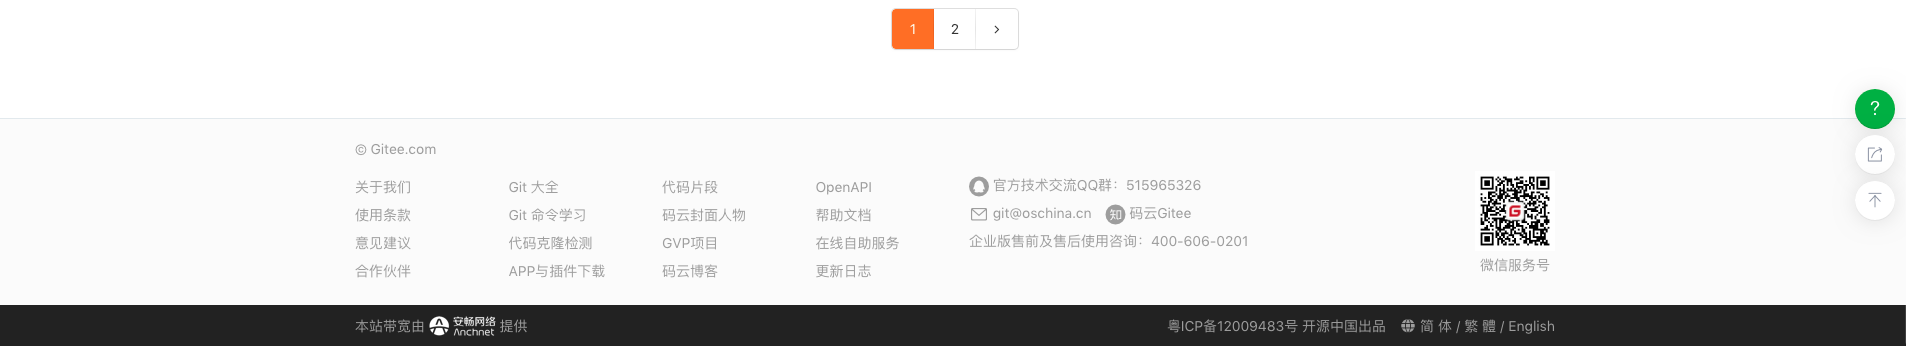 1 2 >
?
© Gitee.com
关于我们 Git 大全 代码片段 OpenAPI 官方技术交流QQ群：515965326
使用条款 Git 命令学习 码云封面人物 帮助文档 git@oschina.cn 知 码云Gitee
意见建议 代码克隆检测 GVP项目 在线自助服务 企业版售前及售后使用咨询：400-606-0201
合作伙伴 APP与插件下载 码云博客 更新日志 微信服务号
本站带宽由 安畅网络 Anchnet 提供 粤ICP备12009483号 开源中国出品 简 体 / 繁 體 / English